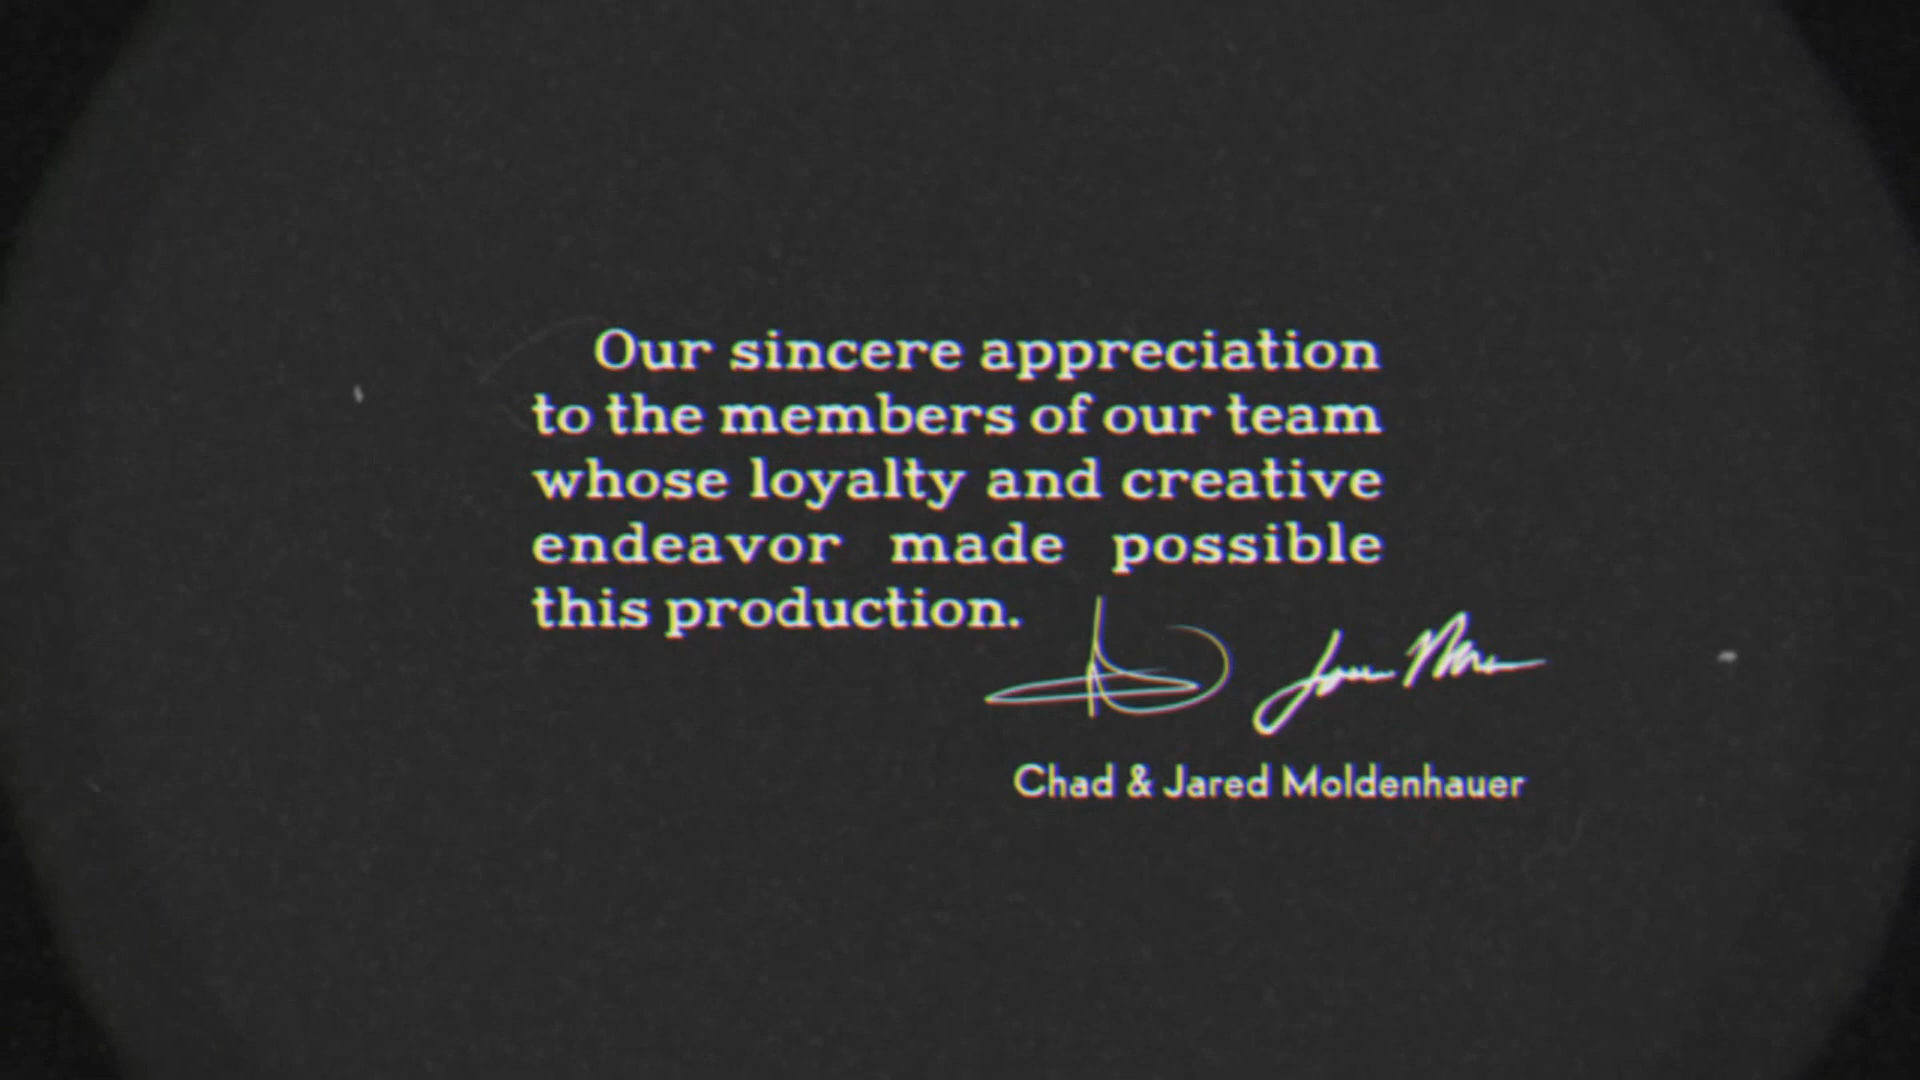 Our sincere appreciation
to the members of our team
whose loyalty and creative
endeavor made possible
this production.
Chad & Jared Moldenhauer